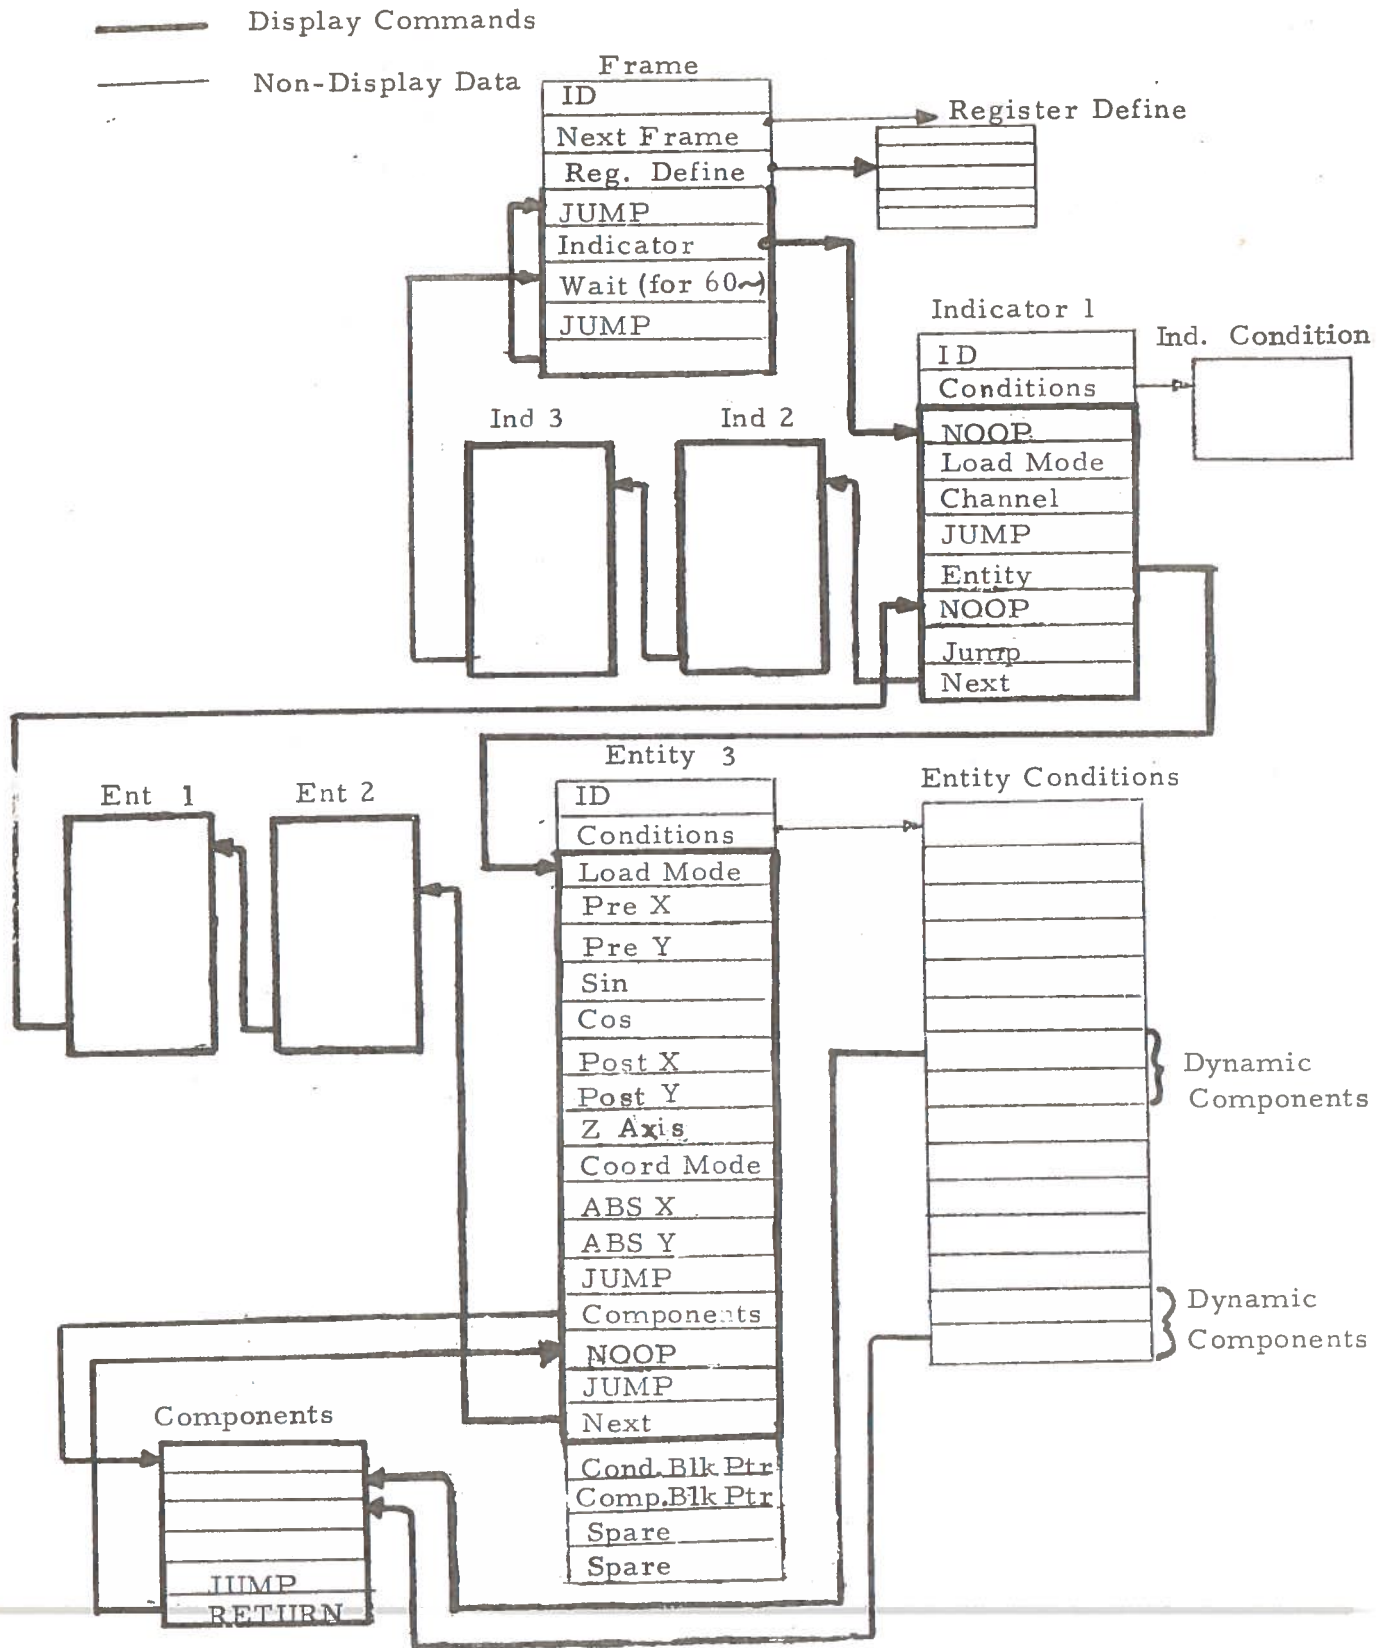 Display Commands
Non-Display Data
Frame
ID
Next Frame
Reg. Define
JUMP
Indicator
Wait (for 60~)
JUMP
Register Define
Indicator 1
ID
Conditions
NOOP
Load Mode
Channel
JUMP
Entity
NOOP
Jump
Next
Ind. Condition
Ind 3
Ind 2
Ent 1
Ent 2
Entity 3
ID
Conditions
Load Mode
Pre X
Pre Y
Sin
Cos
Post X
Post Y
Z Axis
Coord Mode
ABS X
ABS Y
JUMP
Components
NOOP
JUMP
Next
Cond. Blk Ptr
Comp. Blk Ptr
Spare
Spare
Entity Conditions
Dynamic
Components
Dynamic
Components
Components
JUMP
RETURN